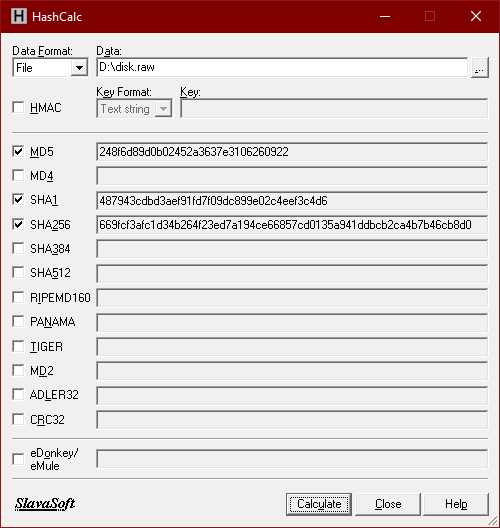 HashCalc
Data Format: Data:
File D:\disk.raw ...
HMAC Key Format: Key:
Text string
MD5 248f6d89d0b02452a3637e3106260922
MD4
SHA1 487943cdbd3aef91fd7f09dc899e02c4eef3c4d6
SHA256 669fcf3afc1d34b264f23ed7a194ce66857cd0135a941ddbcb2ca4b7b46cb8d0
SHA384
SHA512
RIPEMD160
PANAMA
TIGER
MD2
ADLER32
CRC32
eDonkey/
eMule
SlavaSoft Calculate Close Help